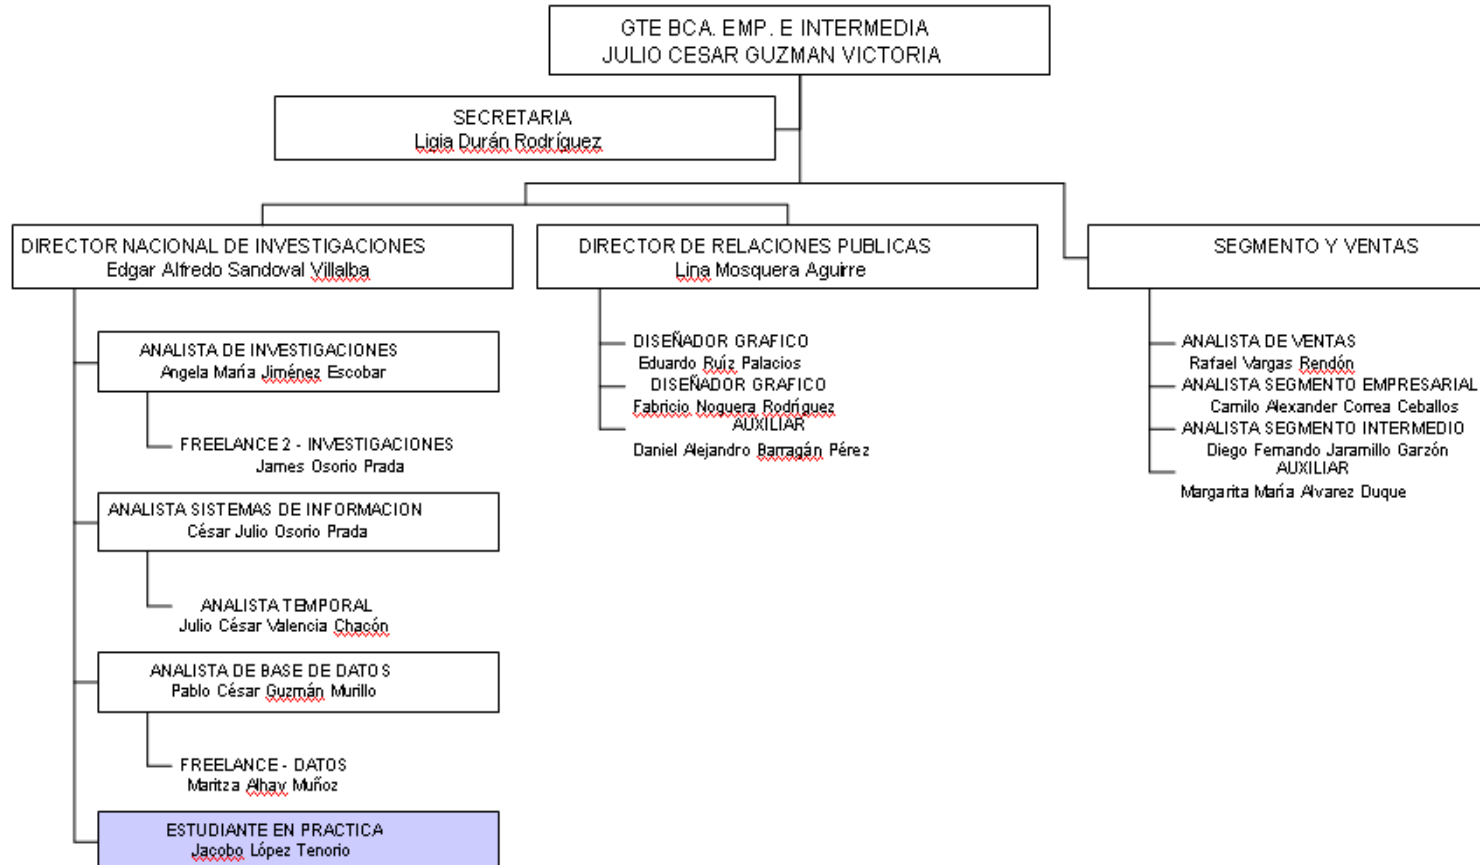 GTE BCA. EMP. E INTERMEDIA
JULIO CESAR GUZMAN VICTORIA
SECRETARIA
Ligia Durán Rodríguez
DIRECTOR NACIONAL DE INVESTIGACIONES
Edgar Alfredo Sandoval Villalba
ANALISTA DE INVESTIGACIONES
Angela María Jiménez Escobar
FREELANCE 2 - INVESTIGACIONES
James Osorio Prada
ANALISTA SISTEMAS DE INFORMACION
César Julio Osorio Prada
ANALISTA TEMPORAL
Julio César Valencia Chacón
ANALISTA DE BASE DE DATOS
Pablo César Guzmán Murillo
FREELANCE - DATOS
Maritza Alhay Muñoz
ESTUDIANTE EN PRACTICA
Jacobo López Tenorio
DIRECTOR DE RELACIONES PUBLICAS
Lina Mosquera Aguirre
DISEÑADOR GRAFICO
Eduardo Ruíz Palacios
DISEÑADOR GRAFICO
Fabricio Noguera Rodríguez
AUXILIAR
Daniel Alejandro Barragán Pérez
SEGMENTO Y VENTAS
ANALISTA DE VENTAS
Rafael Vargas Rendón
ANALISTA SEGMENTO EMPRESARIAL
Camilo Alexander Correa Ceballos
ANALISTA SEGMENTO INTERMEDIO
Diego Fernando Jaramillo Garzón
AUXILIAR
Margarita María Alvarez Duque